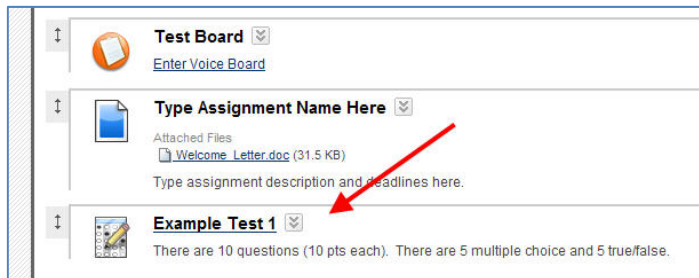 Test Board
Enter Voice Board
Type Assignment Name Here
Attached Files
Welcome_Letter.doc (31.5 KB)
Type assignment description and deadlines here.
Example Test 1
There are 10 questions (10 pts each). There are 5 multiple choice and 5 true/false.